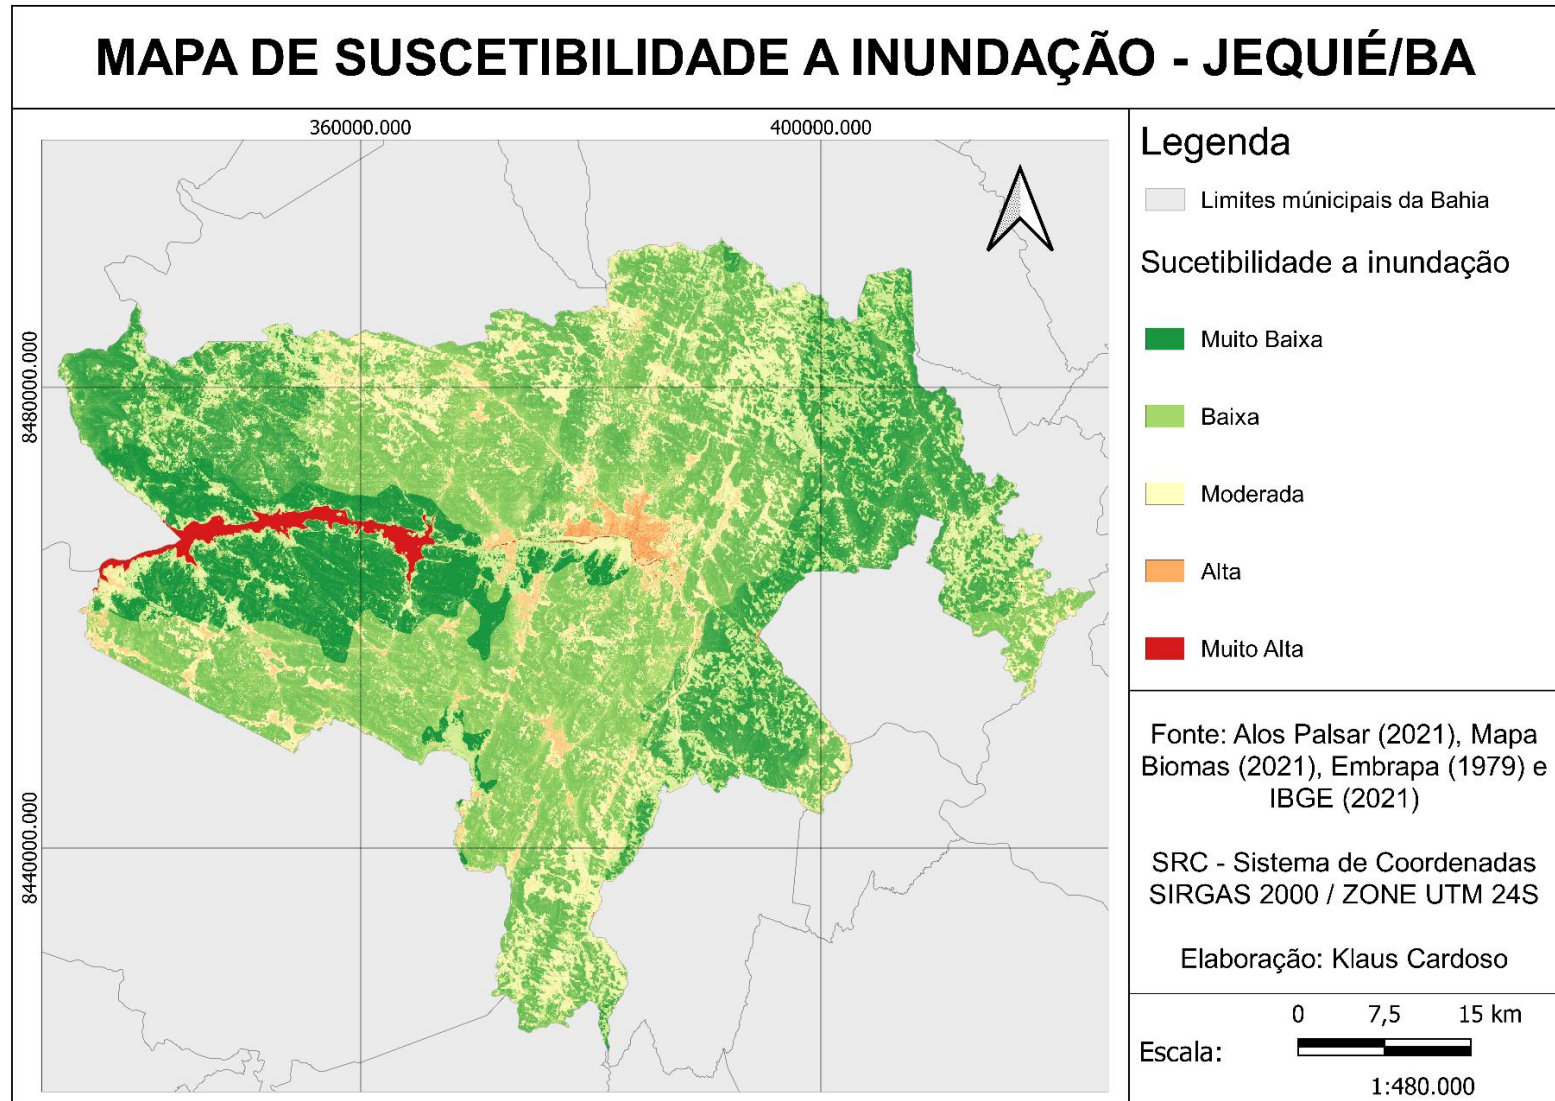 MAPA DE SUSCETIBILIDADE A INUNDAÇÃO - JEQUIÉ/BA
360000.000
400000.000
8480000.000
8440000.000
Legenda
Limites múnicipais da Bahia
Sucetibilidade a inundação
Muito Baixa
Baixa
Moderada
Alta
Muito Alta
Fonte: Alos Palsar (2021), Mapa
Biomas (2021), Embrapa (1979) e
IBGE (2021)
SRC - Sistema de Coordenadas
SIRGAS 2000 / ZONE UTM 24S
Elaboração: Klaus Cardoso
0 7,5 15 km
Escala:
1:480.000